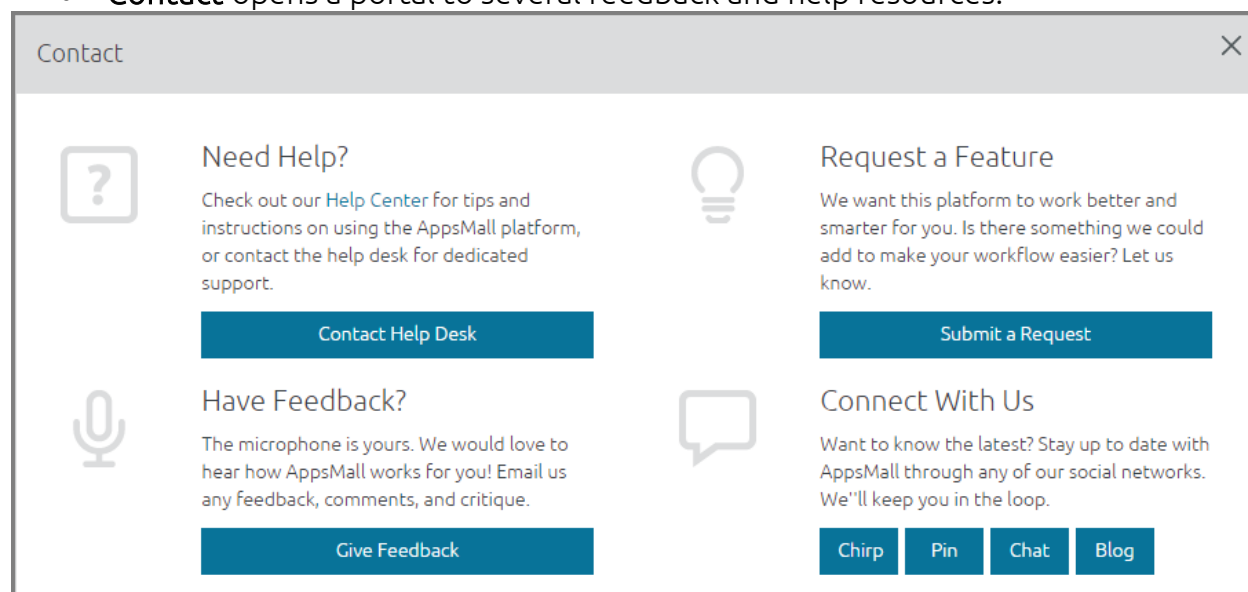 Contact opens a portal to several feedback and help resources.
Contact
Need Help?
Check out our Help Center for tips and
instructions on using the AppsMall platform,
or contact the help desk for dedicated
support.
Contact Help Desk
Request a Feature
We want this platform to work better and
smarter for you. Is there something we could
add to make your workflow easier? Let us
know.
Submit a Request
Have Feedback?
The microphone is yours. We would love to
hear how AppsMall works for you! Email us
any feedback, comments, and critique.
Give Feedback
Connect With Us
Want to know the latest? Stay up to date with
AppsMall through any of our social networks.
We''ll keep you in the loop.
Chirp Pin Chat Blog